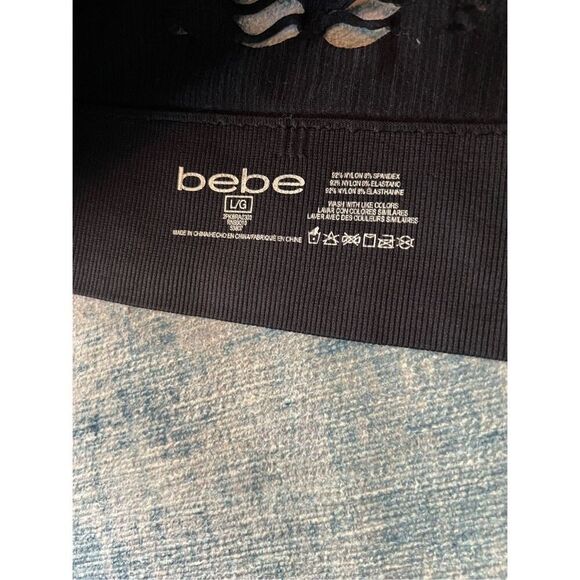 bebe
L/G
MADE IN CHINA/HECHO EN CHINA/FABRIQUÉ EN CHINE
92% NYLON 8% SPANDEX
92% NYLON 8% ELASTANO
92% NYLON 8% ELASTHANNE
WASH WITH LIKE COLORS
LAVAR CON COLORES SIMILARES
LAVER AVEC DES COULEURS SIMILAIRES